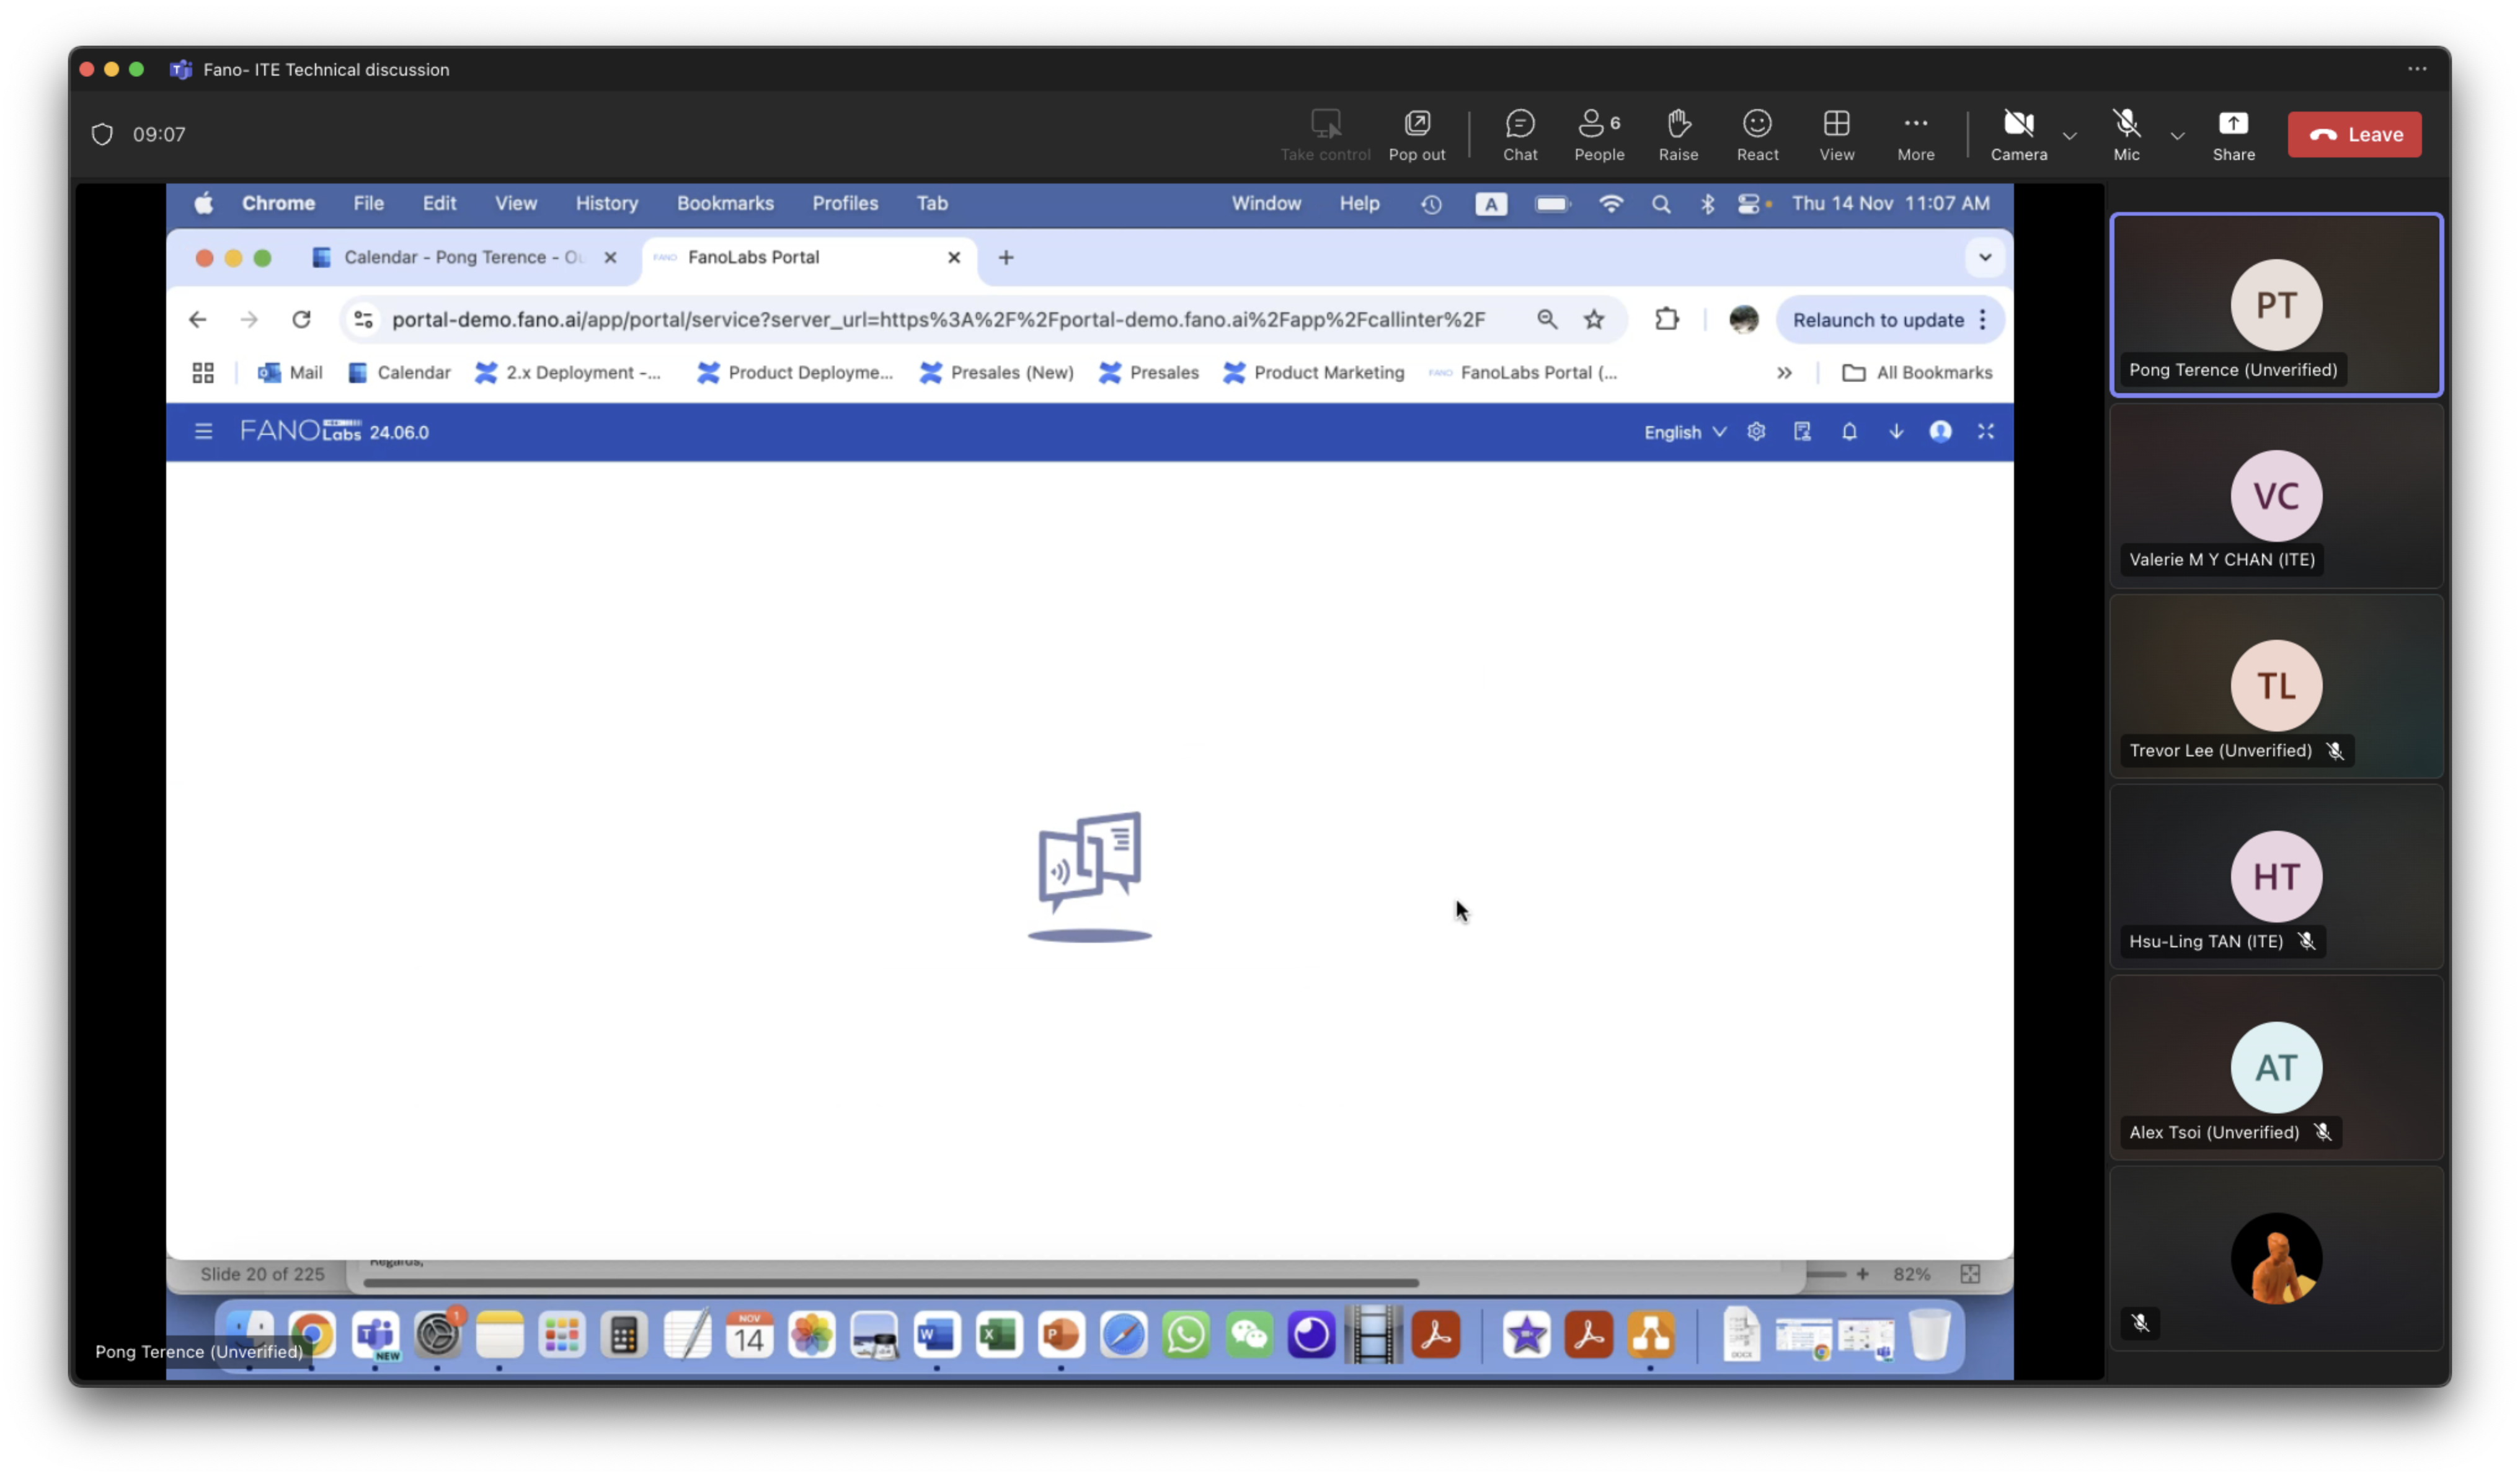 Fano- ITE Technical discussion
09:07
Take control
Pop out
Chat
6
People
Raise
React
View
More
Camera
Mic
Share
Leave
Chrome File Edit View History Bookmarks Profiles Tab Window Help A Thu 14 Nov 11:07 AM
Calendar - Pong Terence - Ou
FANO FanoLabs Portal
portal-demo.fano.ai/app/portal/service?server_url=https%3A%2F%2Fportal-demo.fano.ai%2Fapp%2Fcallinter%2F
Relaunch to update
Mail Calendar 2.x Deployment -... Product Deployme... Presales (New) Presales Product Marketing FANO FanoLabs Portal (... All Bookmarks
FANO Labs 24.06.0
English
Regards,
Slide 20 of 225
82%
1
NEW
NOV
14
W
X
P
DOCX
Pong Terence (Unverified)
PT
Pong Terence (Unverified)
VC
Valerie M Y CHAN (ITE)
TL
Trevor Lee (Unverified)
HT
Hsu-Ling TAN (ITE)
AT
Alex Tsoi (Unverified)